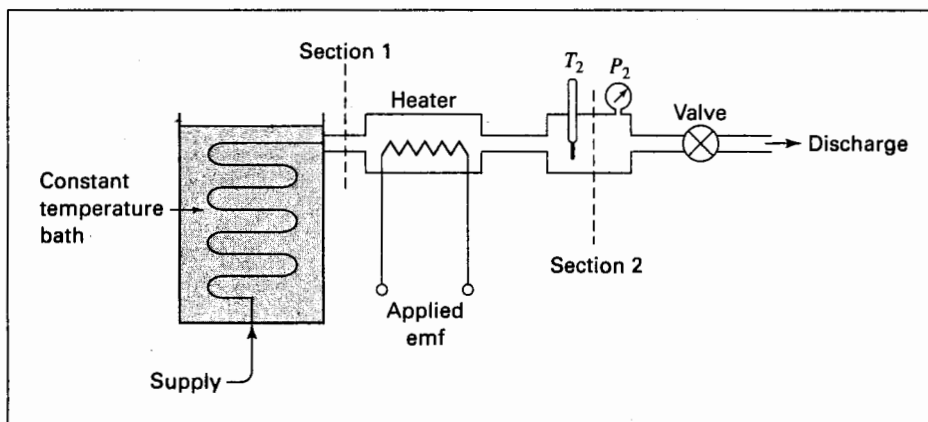 Section 1
T₂
P₂
Heater
Valve
Discharge
Constant
temperature
bath
Section 2
Applied
emf
Supply